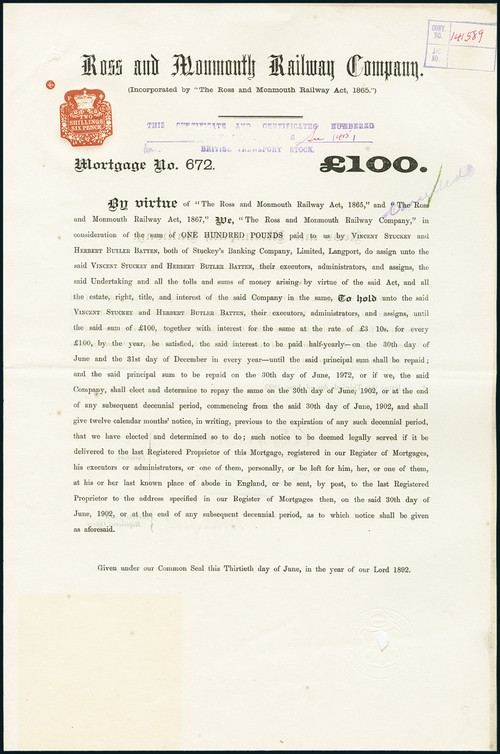 CONV. NO. 141589
Ross and Monmouth Railway Company.
(Incorporated by "The Ross and Monmouth Railway Act, 1865.")
TWO
SHILLINGS
SIX PENCE
THIS CERTIFICATE AND CERTIFICATES NUMBERED
BRITISH TRANSPORT STOCK.
Mortgage No. 672. £100.
By virtue of "The Ross and Monmouth Railway Act, 1865," and "The Ross
and Monmouth Railway Act, 1867," We, "The Ross and Monmouth Railway Company," in
consideration of the sum of ONE HUNDRED POUNDS paid to us by VINCENT STUCKEY AND
HERBERT BUTLER BATTEN, both of Stuckey's Banking Company, Limited, Langport, do assign unto the
said VINCENT STUCKEY AND HERBERT BUTLER BATTEN, their executors, administrators, and assigns, the
said Undertaking and all the tolls and sums of money arising by virtue of the said Act, and all
the estate, right, title, and interest of the said Company in the same, To hold unto the said
VINCENT STUCKEY AND HERBERT BUTLER BATTEN, their executors, administrators, and assigns, until
the said sum of £100, together with interest for the same at the rate of £3 10s. for every
£100, by the year, be satisfied, the said interest to be paid half-yearly—on the 30th day of
June and the 31st day of December in every year—until the said principal sum shall be repaid;
and the said principal sum to be repaid on the 30th day of June, 1972, or if we, the said
Company, shall elect and determine to repay the same on the 30th day of June, 1902, or at the end
of any subsequent decennial period, commencing from the said 30th day of June, 1902, and shall
give twelve calendar months' notice, in writing, previous to the expiration of any such decennial period,
that we have elected and determined so to do; such notice to be deemed legally served if it be
delivered to the last Registered Proprietor of this Mortgage, registered in our Register of Mortgages,
his executors or administrators, or one of them, personally, or be left for him, her, or one of them,
at his or her last known place of abode in England, or be sent, by post, to the last Registered
Proprietor to the address specified in our Register of Mortgages then, on the said 30th day of
June, 1902, or at the end of any subsequent decennial period, as to which notice shall be given
as aforesaid.
Given under our Common Seal this Thirtieth day of June, in the year of our Lord 1892.